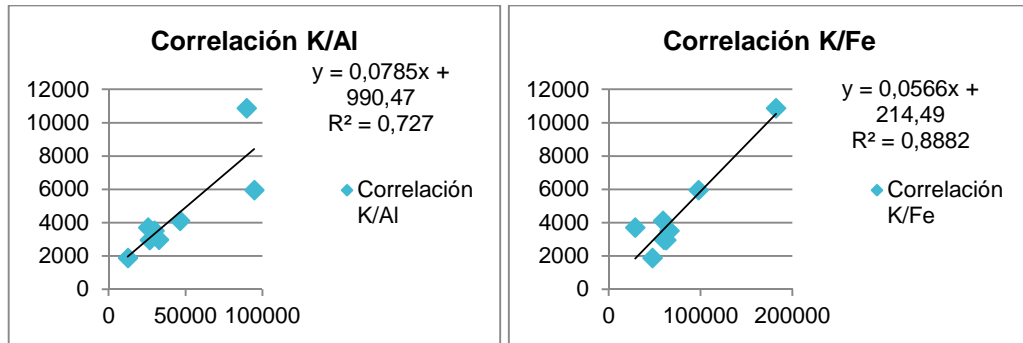 Correlación K/Al
y = 0,0785x +
990,47
R² = 0,727
12000
10000
8000
6000
4000
2000
0
0 50000 100000
Correlación
K/Al
Correlación K/Fe
y = 0,0566x +
214,49
R² = 0,8882
12000
10000
8000
6000
4000
2000
0
0 100000 200000
Correlación
K/Fe